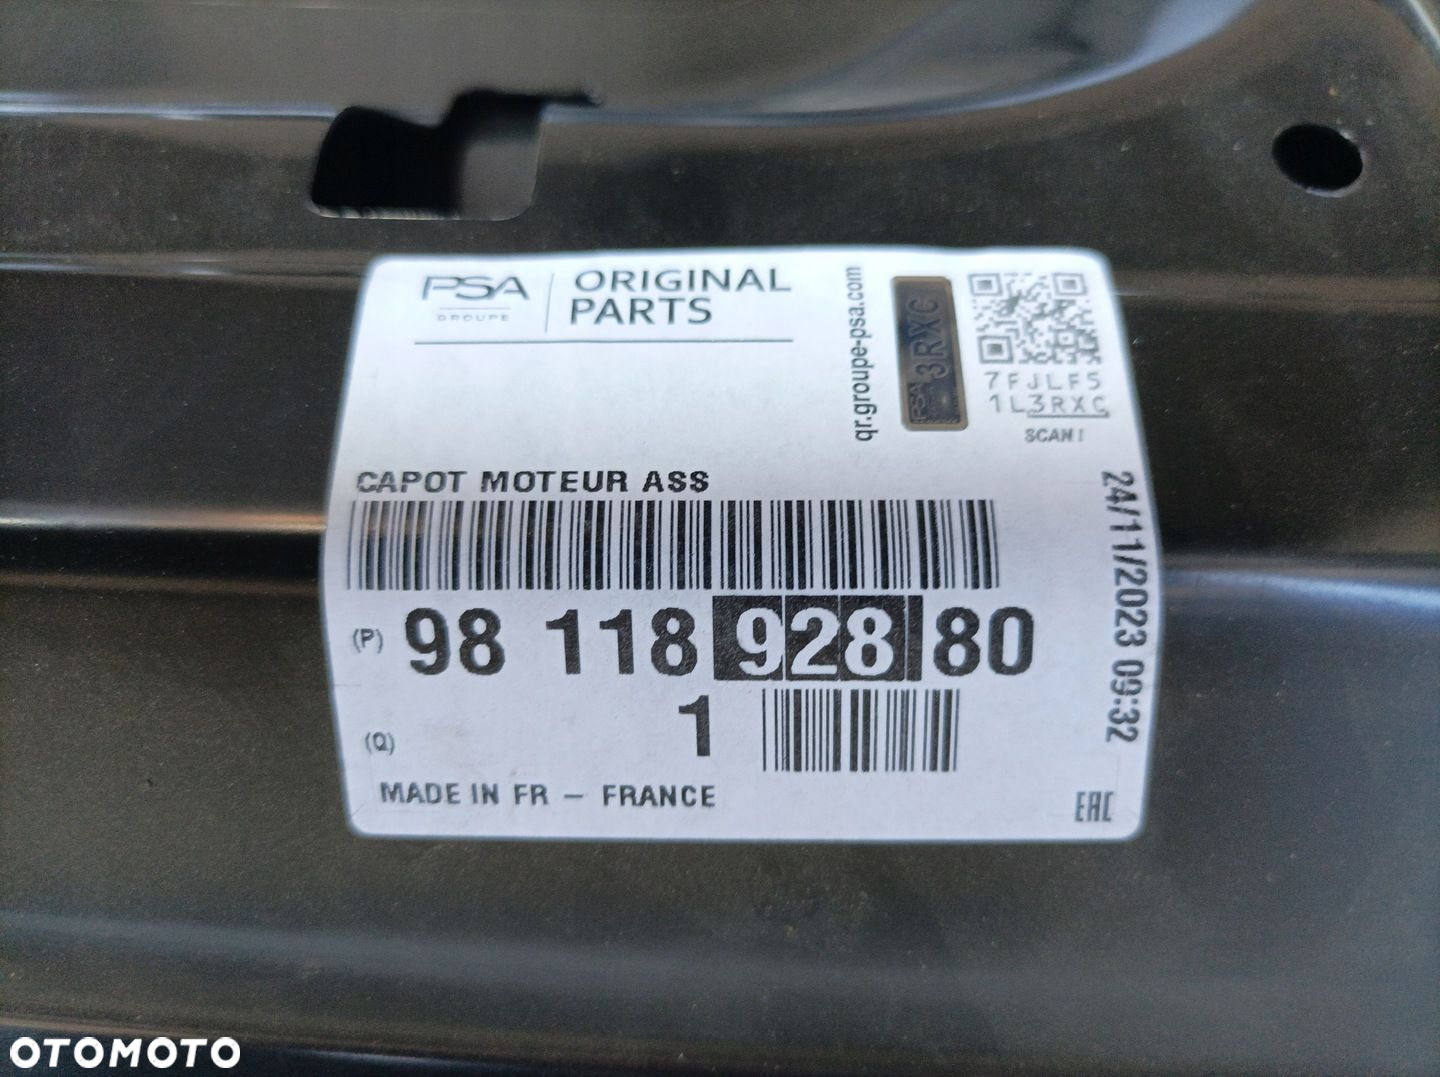 PSA
GROUPE
ORIGINAL
PARTS
qr.groupe-psa.com
PSA 3RXC
7FJLF5
1L3RXC
SCAN!
CAPOT MOTEUR ASS
24/11/2023 09:32
(P) 98 118 928 80
(Q) 1
MADE IN FR – FRANCE
EAC
OTOMOTO